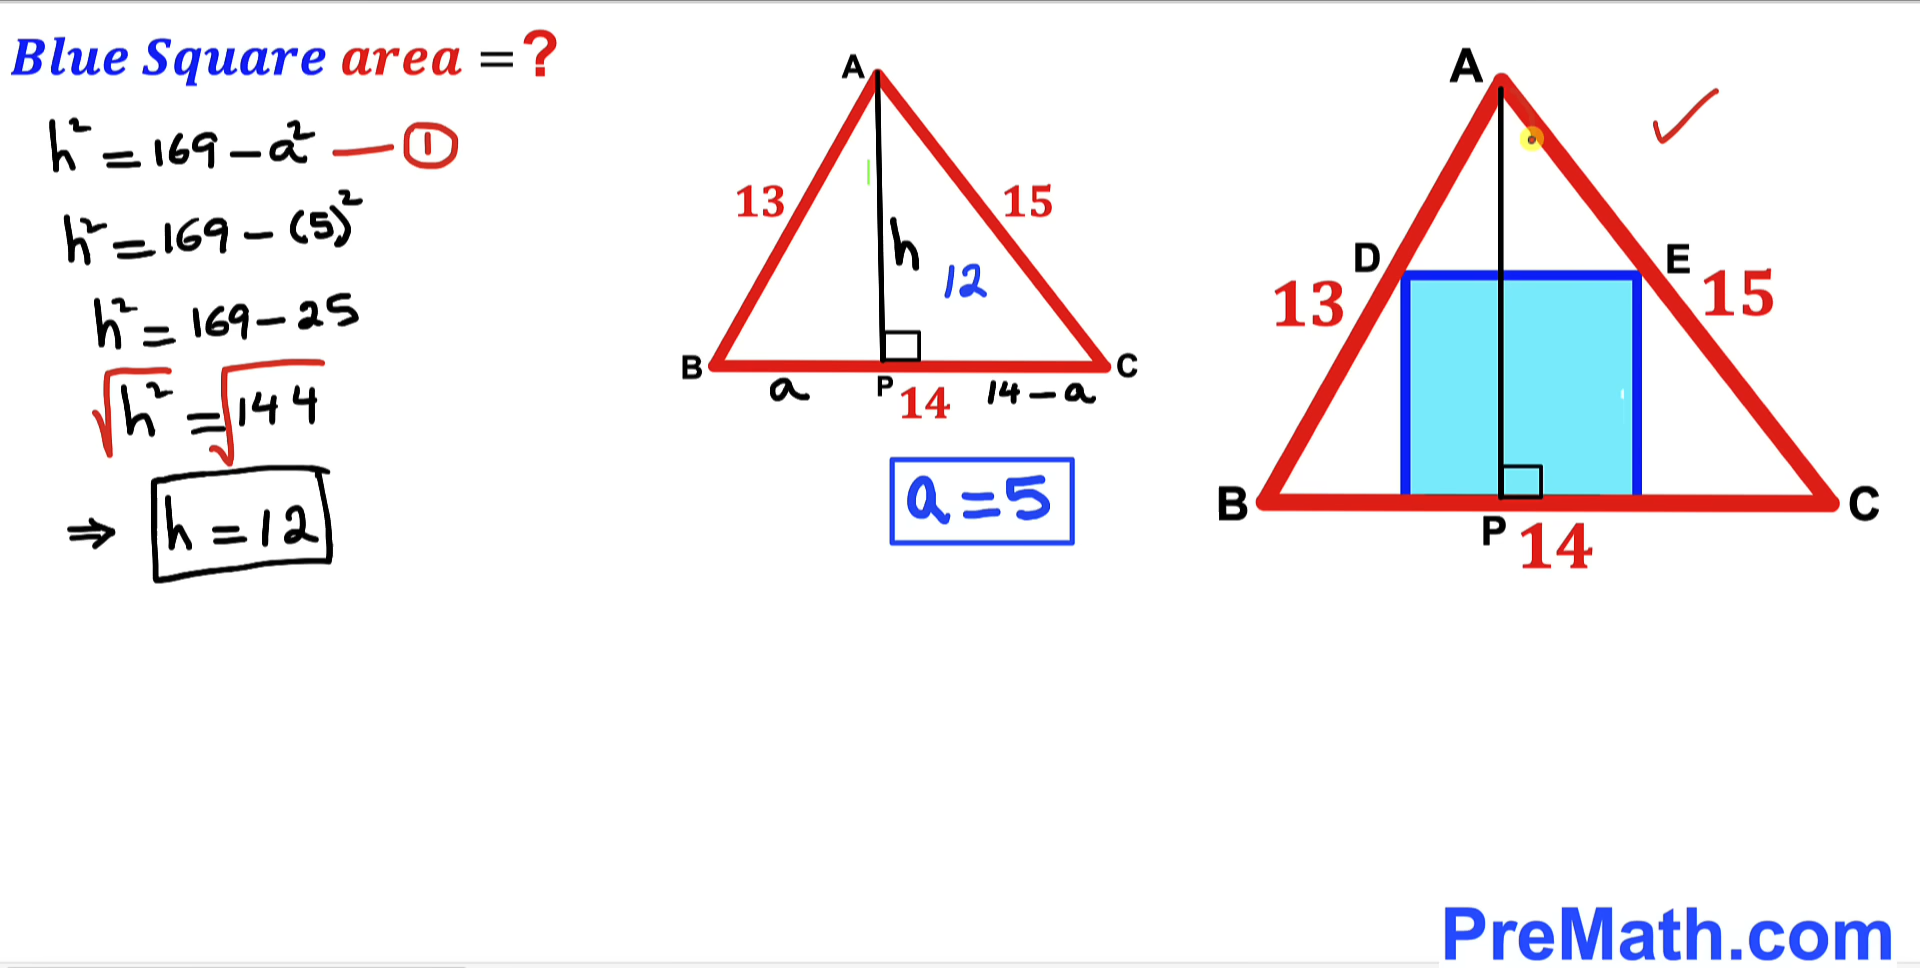 Blue Square area = ?
h² = 169 - a² — ①
h² = 169 - (5)²
h² = 169 - 25
√h² = √144
⇒ h = 12
A
13
15
h
12
B
a
P
14
14 - a
C
a = 5
A
D
E
13
15
B
P
14
C
PreMath.com